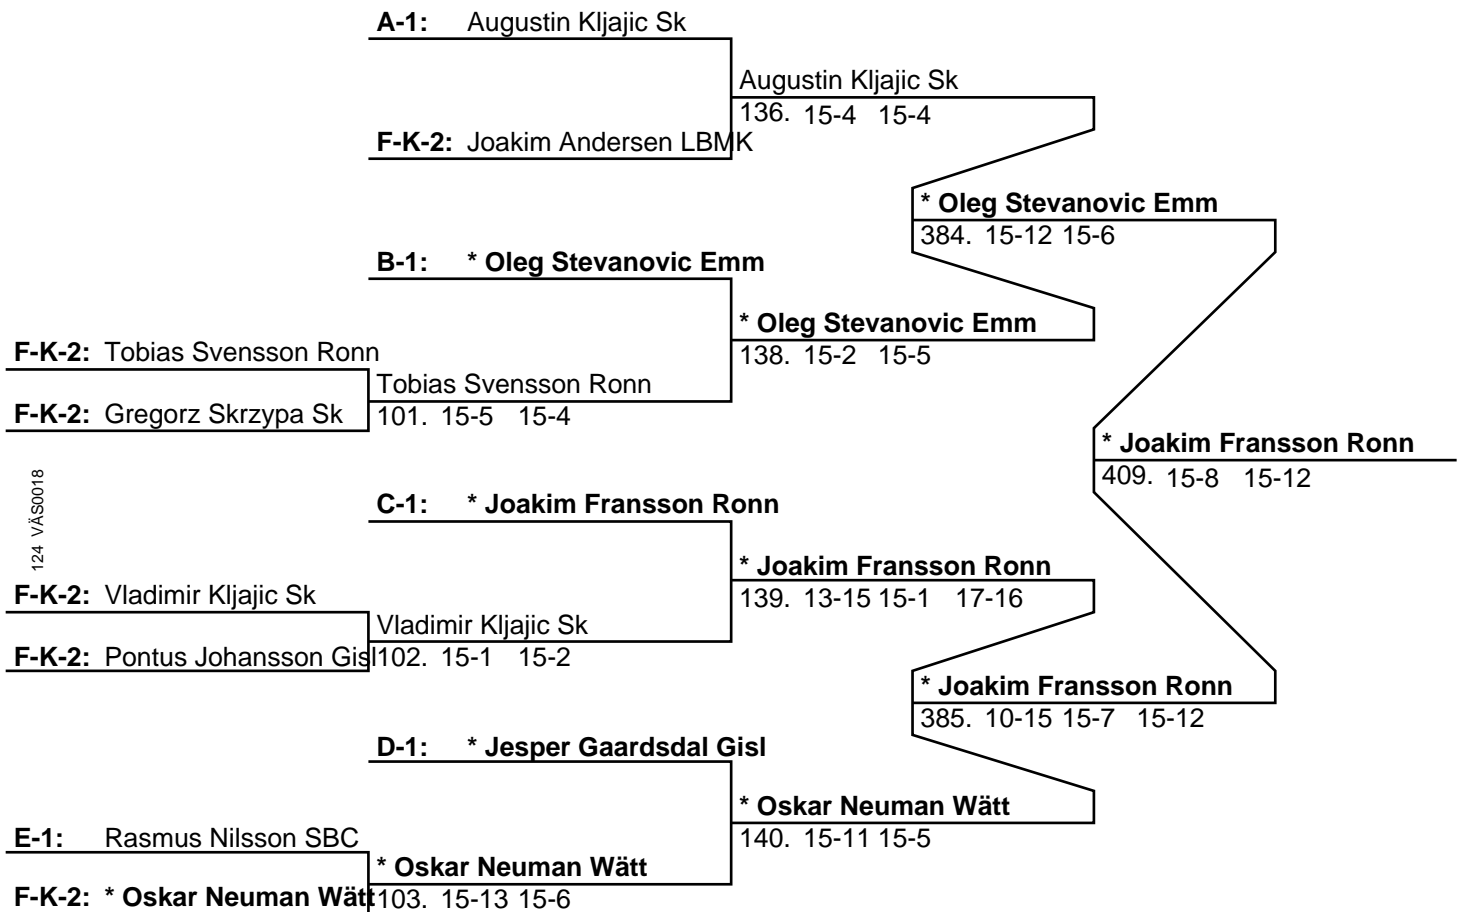 A-1: Augustin Kljajic Sk
Augustin Kljajic Sk
136. 15-4 15-4
F-K-2: Joakim Andersen LBMK
* Oleg Stevanovic Emm
384. 15-12 15-6
B-1: * Oleg Stevanovic Emm
* Oleg Stevanovic Emm
138. 15-2 15-5
F-K-2: Tobias Svensson Ronn
Tobias Svensson Ronn
F-K-2: Gregorz Skrzypa Sk
101. 15-5 15-4
* Joakim Fransson Ronn
409. 15-8 15-12
124 VÄS0018
C-1: * Joakim Fransson Ronn
* Joakim Fransson Ronn
139. 13-15 15-1 17-16
F-K-2: Vladimir Kljajic Sk
Vladimir Kljajic Sk
F-K-2: Pontus Johansson Gisl
102. 15-1 15-2
* Joakim Fransson Ronn
385. 10-15 15-7 15-12
D-1: * Jesper Gaardsdal Gisl
* Oskar Neuman Wätt
140. 15-11 15-5
E-1: Rasmus Nilsson SBC
* Oskar Neuman Wätt
F-K-2: * Oskar Neuman Wätt
103. 15-13 15-6